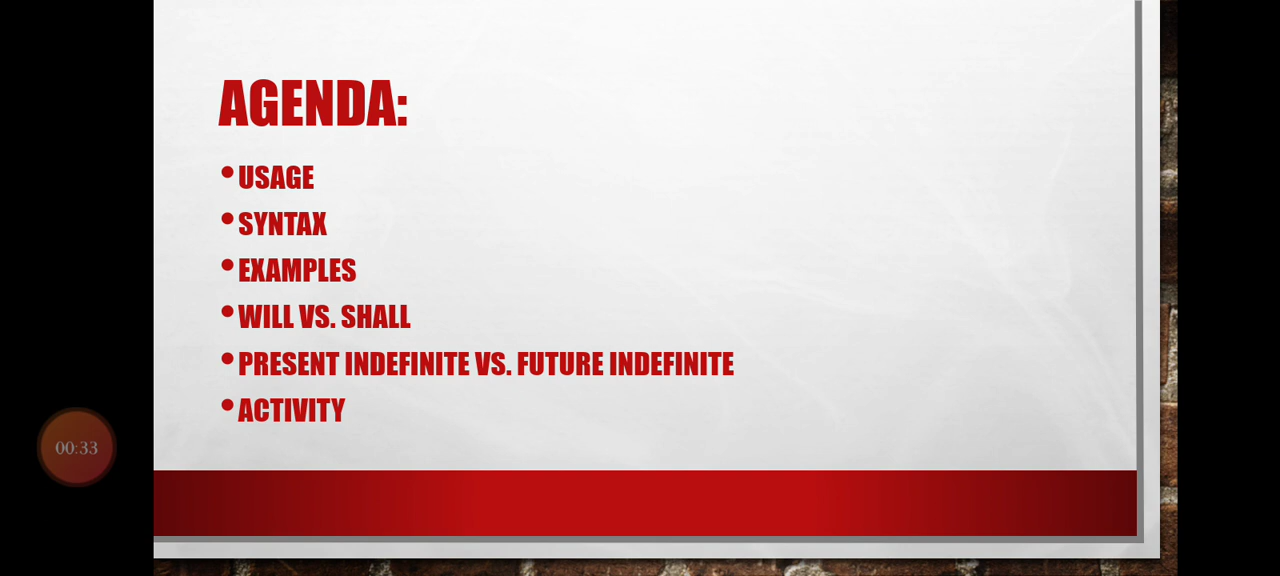 AGENDA:
•USAGE
•SYNTAX
•EXAMPLES
•WILL VS. SHALL
•PRESENT INDEFINITE VS. FUTURE INDEFINITE
•ACTIVITY
00:33